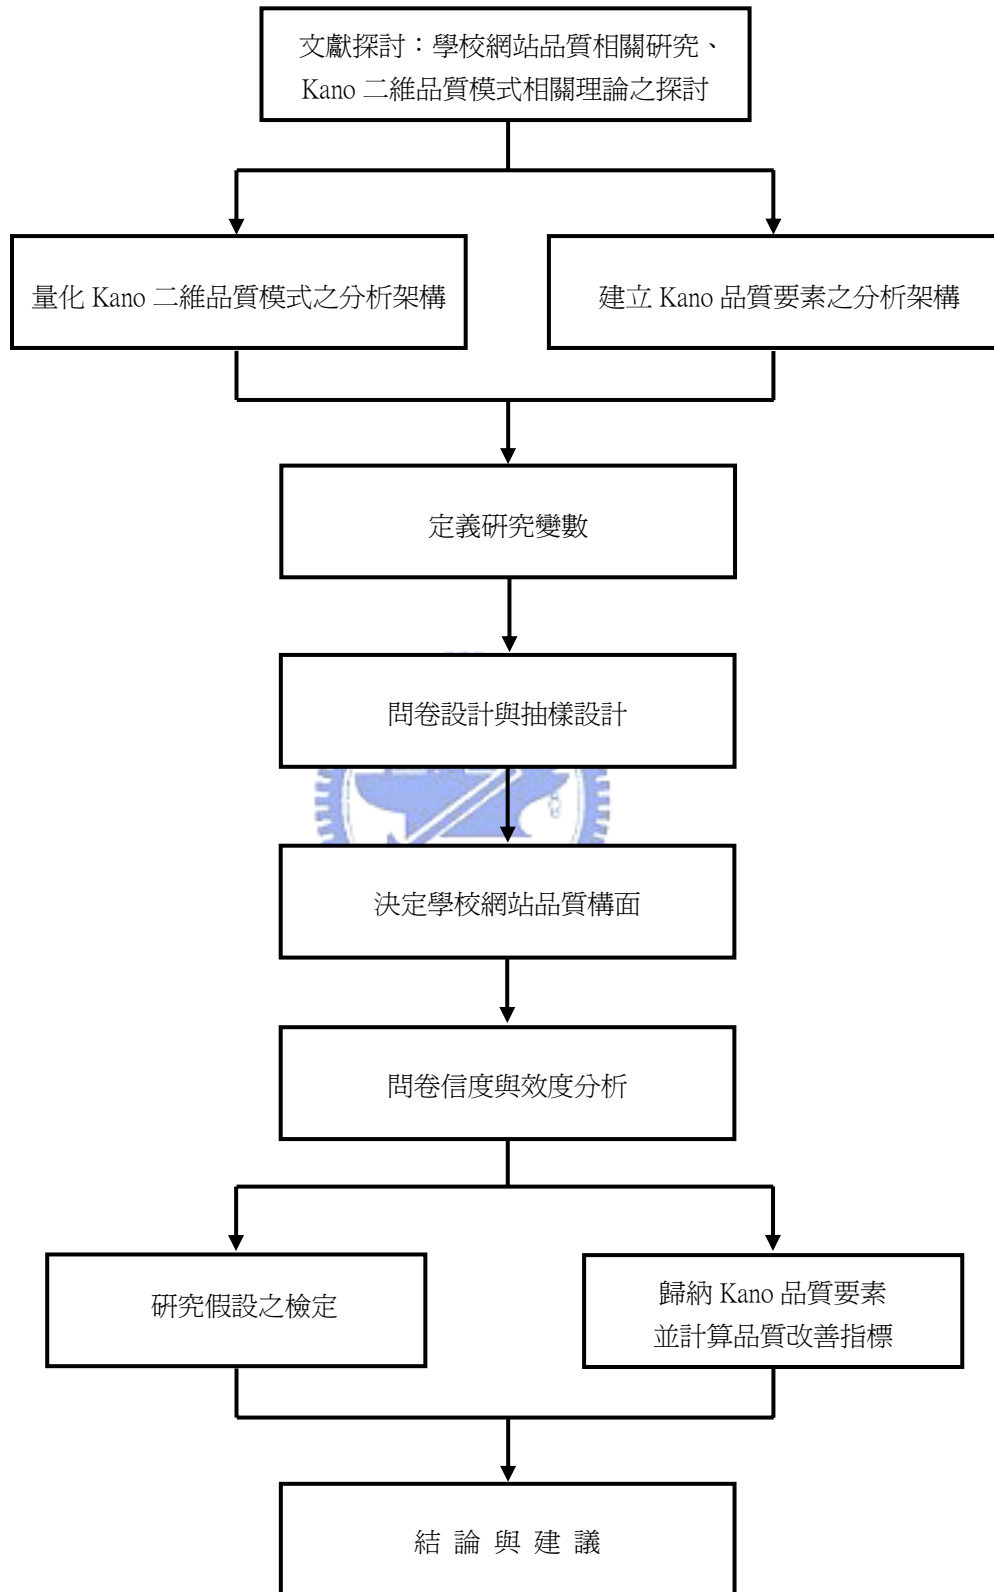 文獻探討：學校網站品質相關研究、
Kano 二維品質模式相關理論之探討
量化 Kano 二維品質模式之分析架構
建立 Kano 品質要素之分析架構
定義研究變數
問卷設計與抽樣設計
決定學校網站品質構面
問卷信度與效度分析
研究假設之檢定
歸納 Kano 品質要素
並計算品質改善指標
結 論 與 建 議